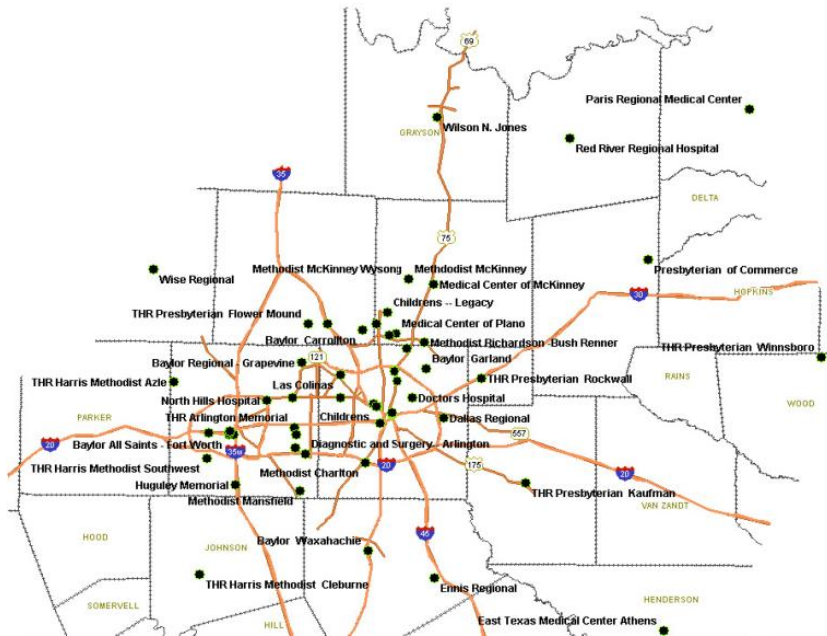 69
Paris Regional Medical Center
Wilson N. Jones
GRAYSON
Red River Regional Hospital
35
DELTA
75
Methodist McKinney Wysong
Methdodist McKinney
Presbyterian of Commerce
Wise Regional
Medical Center of McKinney
HOPKINS
30
Childrens -- Legacy
THR Presbyterian Flower Mound
Medical Center of Plano
Baylor Carrollton
Methodist Richardson -Bush Renner
THR Presbyterian Winnsboro
121
Baylor Regional - Grapevine
Baylor Garland
RAINS
THR Harris Methodist Azle
Las Colinas
THR Presbyterian Rockwall
North Hills Hospital
Doctors Hospital
WOOD
PARKER
THR Arlington Memorial
Childrens
Dallas Regional
557
20
Baylor All Saints - Fort Worth
Diagnostic and Surgery - Arlington
35W
THR Harris Methodist Southwest
Methodist Charlton
20
175
20
Huguley Memorial
THR Presbyterian Kaufman
Methodist Mansfield
VAN ZANDT
45
HOOD
JOHNSON
Baylor Waxahachie
THR Harris Methodist Cleburne
Ennis Regional
SOMERVELL
HENDERSON
HILL
East Texas Medical Center Athens